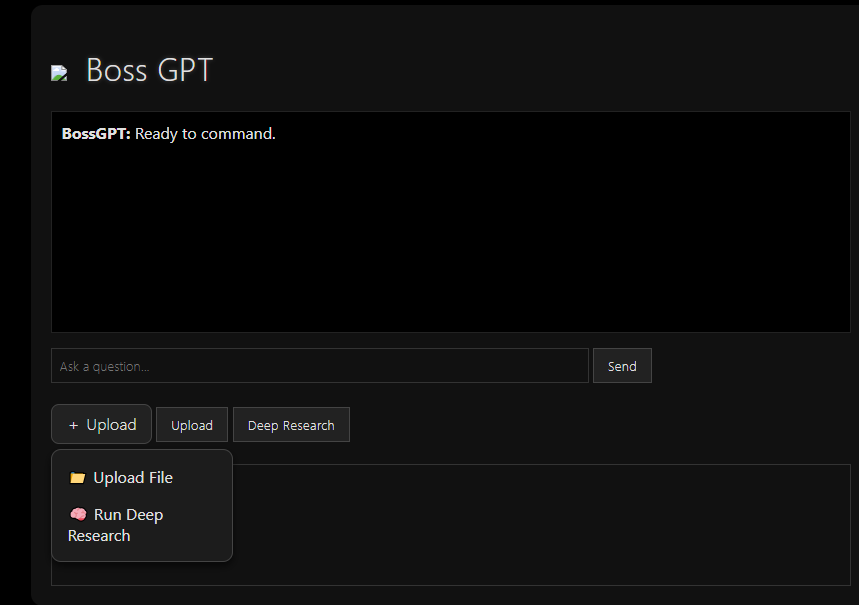 Boss GPT
BossGPT: Ready to command.
Ask a question...
Send
+ Upload
Upload
Deep Research
📁 Upload File
🧠 Run Deep
Research